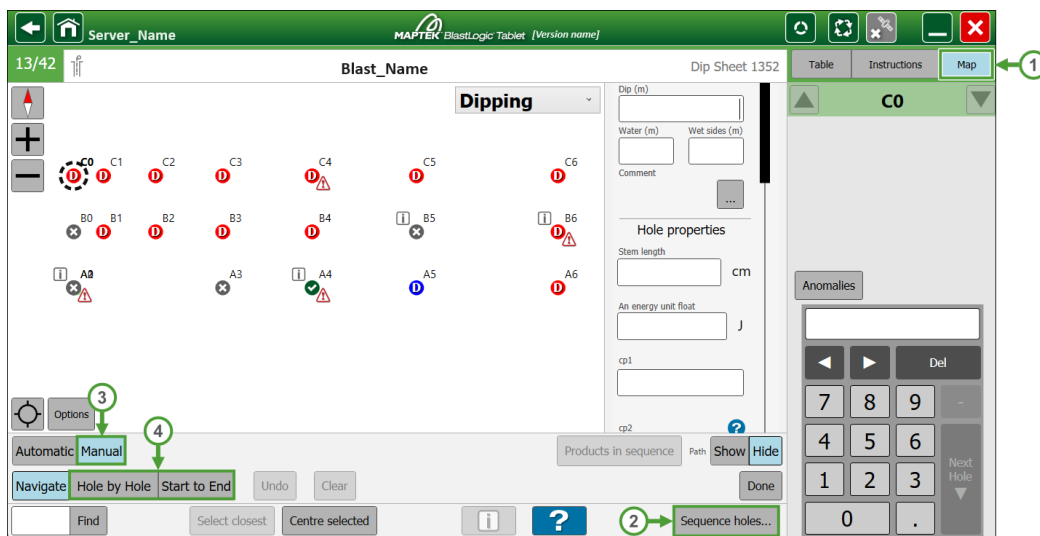 Server_Name
MAPTEK BlastLogic Tablet [Version name]
13/42
Blast_Name
Dip Sheet 1352
Table
Instructions
Map
1
Dipping
Dip (m)
C0
Water (m)
Wet sides (m)
C0
C1
C2
C3
C4
C5
C6
D
D
D
D
D
D
D
Comment
...
B0
B1
B2
B3
B4
i
B5
i
B6
D
D
D
D
D
Hole properties
Stem length
cm
i
A3
i
A4
A5
A6
D
D
Anomalies
An energy unit float
J
Del
cp1
7
8
9
-
3
Options
cp2
?
4
Automatic
Manual
Products in sequence
Path
Show
Hide
4
5
6
Next
Hole
Navigate
Hole by Hole
Start to End
Undo
Clear
Done
1
2
3
Find
Select closest
Centre selected
i
?
2
Sequence holes...
0
.